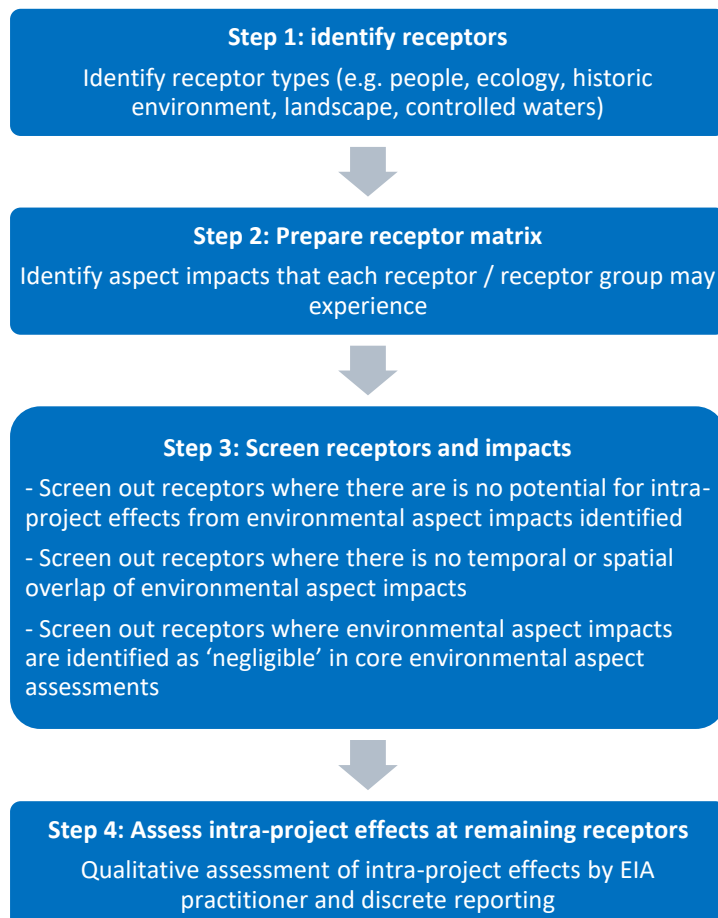 Step 1: identify receptors
Identify receptor types (e.g. people, ecology, historic
environment, landscape, controlled waters)
Step 2: Prepare receptor matrix
Identify aspect impacts that each receptor / receptor group may
experience
Step 3: Screen receptors and impacts
- Screen out receptors where there are is no potential for intra-
project effects from environmental aspect impacts identified
- Screen out receptors where there is no temporal or spatial
overlap of environmental aspect impacts
- Screen out receptors where environmental aspect impacts
are identified as ‘negligible’ in core environmental aspect
assessments
Step 4: Assess intra-project effects at remaining receptors
Qualitative assessment of intra-project effects by EIA
practitioner and discrete reporting